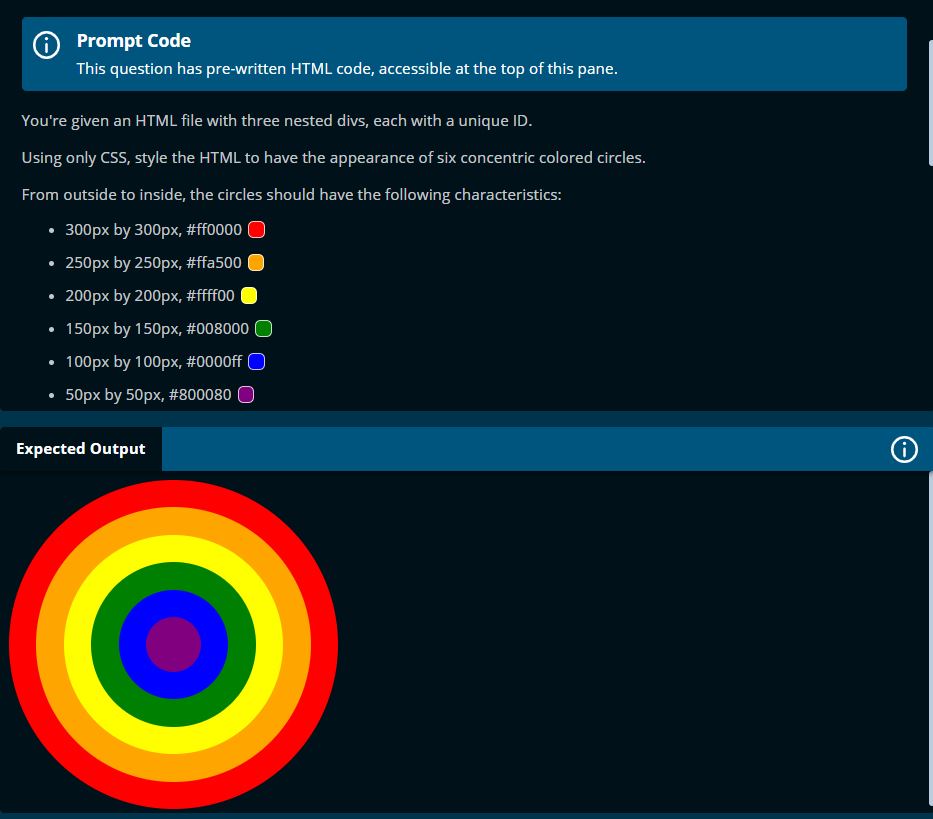 Prompt Code
This question has pre-written HTML code, accessible at the top of this pane.
You're given an HTML file with three nested divs, each with a unique ID.
Using only CSS, style the HTML to have the appearance of six concentric colored circles.
From outside to inside, the circles should have the following characteristics:
300px by 300px, #ff0000
250px by 250px, #ffa500
200px by 200px, #ffff00
150px by 150px, #008000
100px by 100px, #0000ff
50px by 50px, #800080
Expected Output